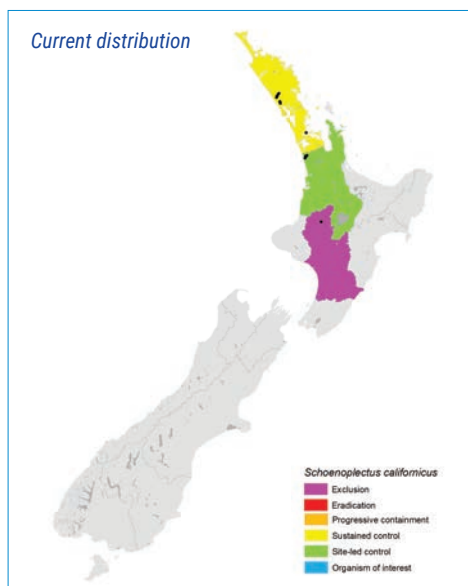 Current distribution
Schoenoplectus californicus
Exclusion
Eradication
Progressive containment
Sustained control
Site-led control
Organism of interest